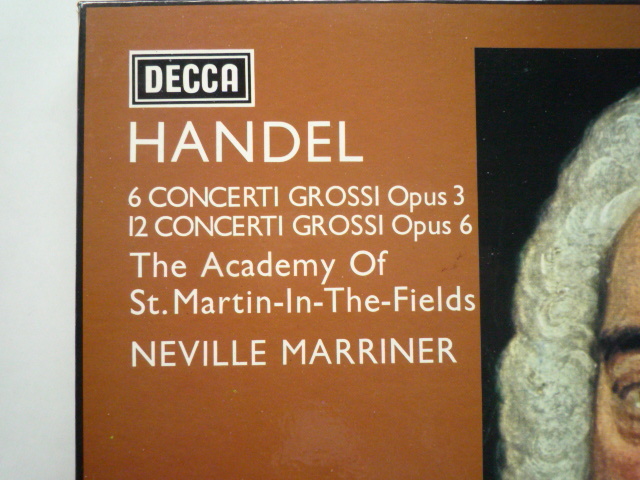 DECCA
HANDEL
6 CONCERTI GROSSI Opus 3
12 CONCERTI GROSSI Opus 6
The Academy Of
St. Martin-In-The-Fields
NEVILLE MARRINER